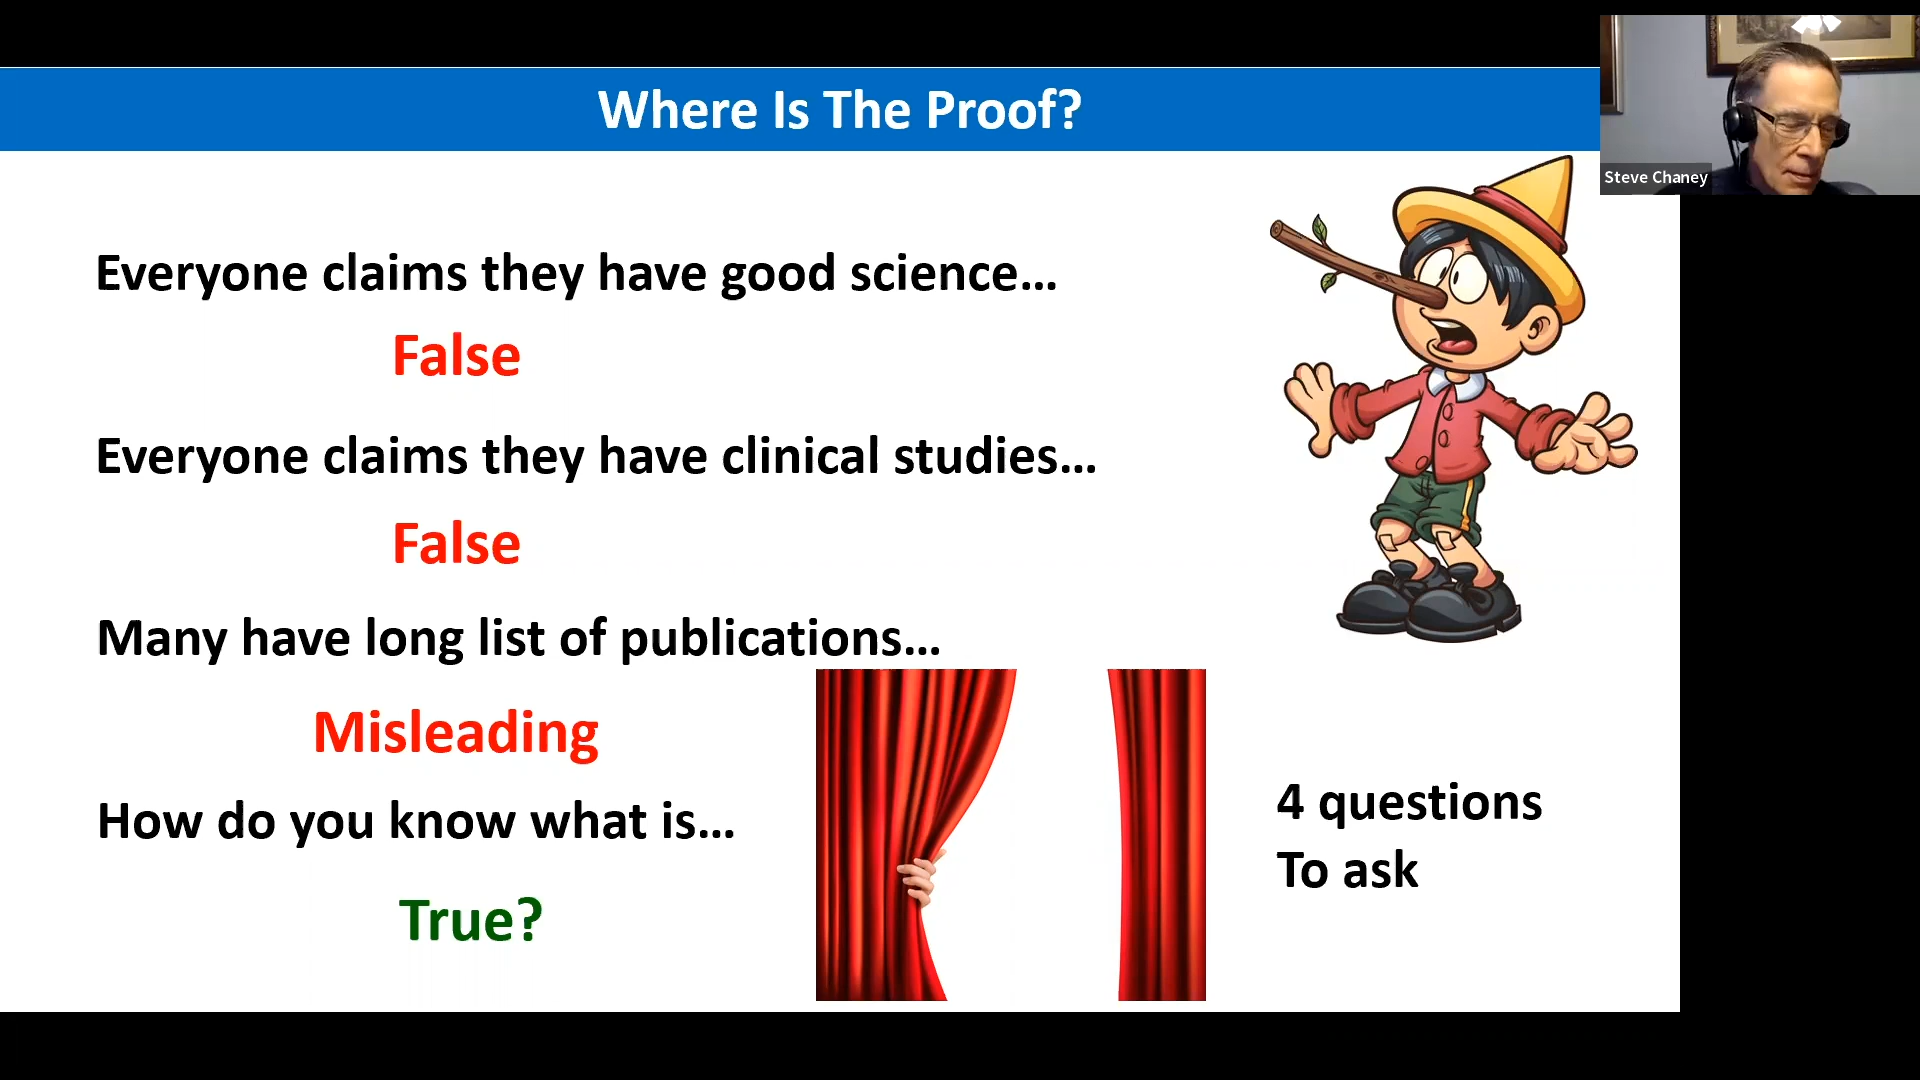 Where Is The Proof?
Steve Chaney
Everyone claims they have good science...
False
Everyone claims they have clinical studies...
False
Many have long list of publications...
Misleading
How do you know what is...
True?
4 questions
To ask